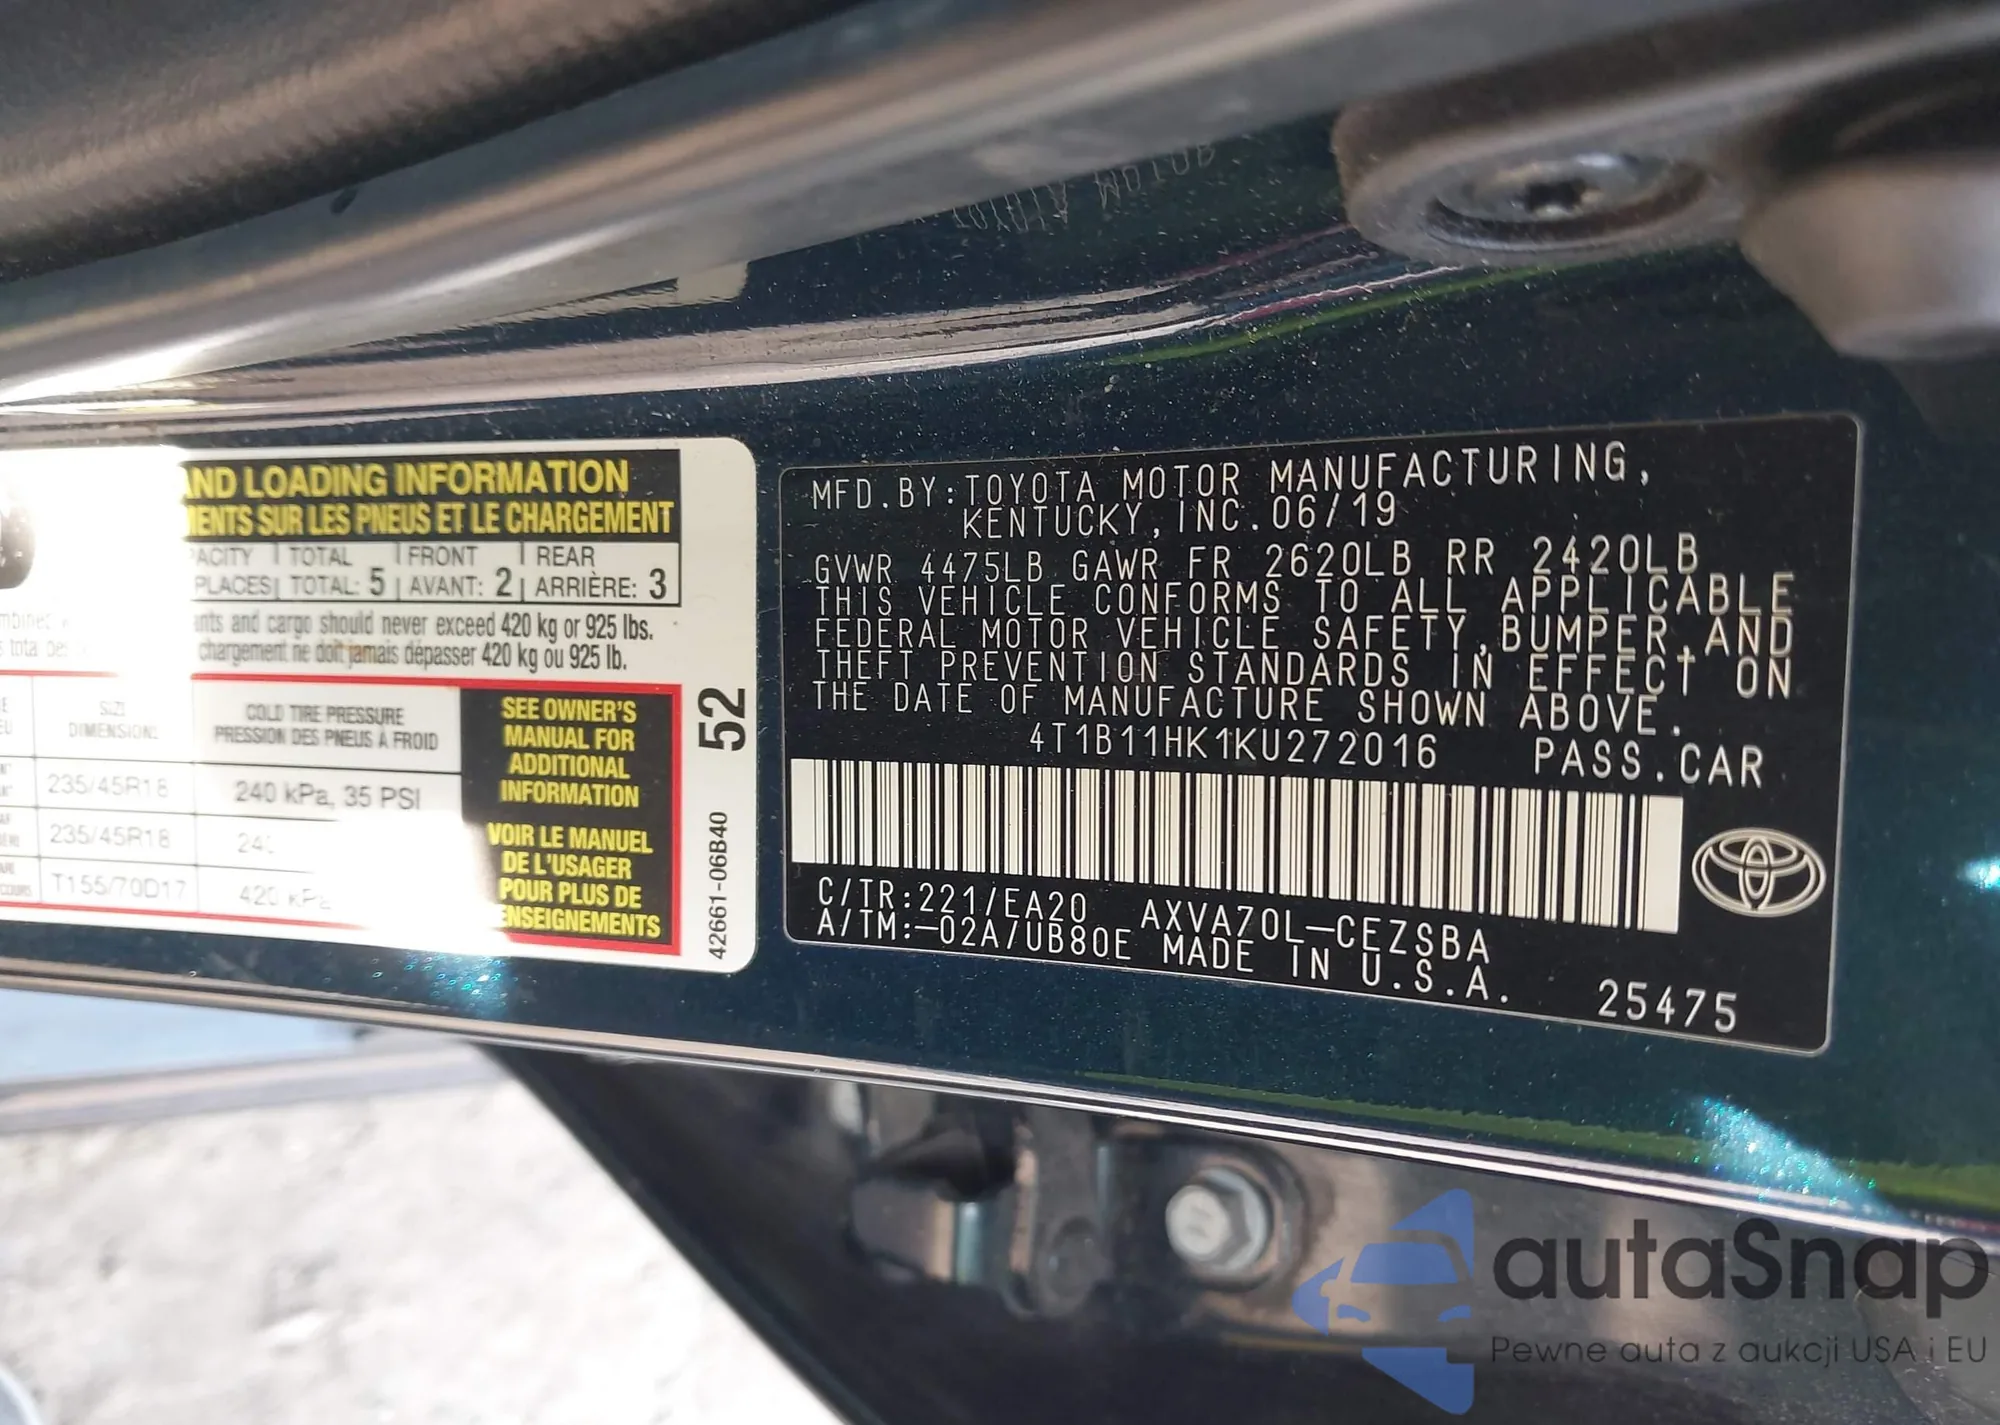 AND LOADING INFORMATION
MENTS SUR LES PNEUS ET LE CHARGEMENT
PACITY TOTAL FRONT REAR
PLACES TOTAL: 5 AVANT: 2 ARRIÈRE: 3
ants and cargo should never exceed 420 kg or 925 lbs.
chargement ne doit jamais dépasser 420 kg ou 925 lb.
SIZE
DIMENSIONS
COLD TIRE PRESSURE
PRESSION DES PNEUS À FROID
235/45R18 240 kPa, 35 PSI
235/45R18
T155/70D17 420 kPa
SEE OWNER'S
MANUAL FOR
ADDITIONAL
INFORMATION
VOIR LE MANUEL
DE L'USAGER
POUR PLUS DE
ENSEIGNEMENTS
52
42661-06B40
MFD.BY:TOYOTA MOTOR MANUFACTURING,
KENTUCKY,INC.06/19
GVWR 4475LB GAWR FR 2620LB RR 2420LB
THIS VEHICLE CONFORMS TO ALL APPLICABLE
FEDERAL MOTOR VEHICLE SAFETY,BUMPER,AND
THEFT PREVENTION STANDARDS IN EFFECT ON
THE DATE OF MANUFACTURE SHOWN ABOVE.
4T1B11HK1KU272016 PASS.CAR
C/TR:221/EA20 AXVA70L-CEZSBA
A/TM:-02A/UB80E MADE IN U.S.A.
25475
autaSnap
Pewne auta z aukcji USA i EU